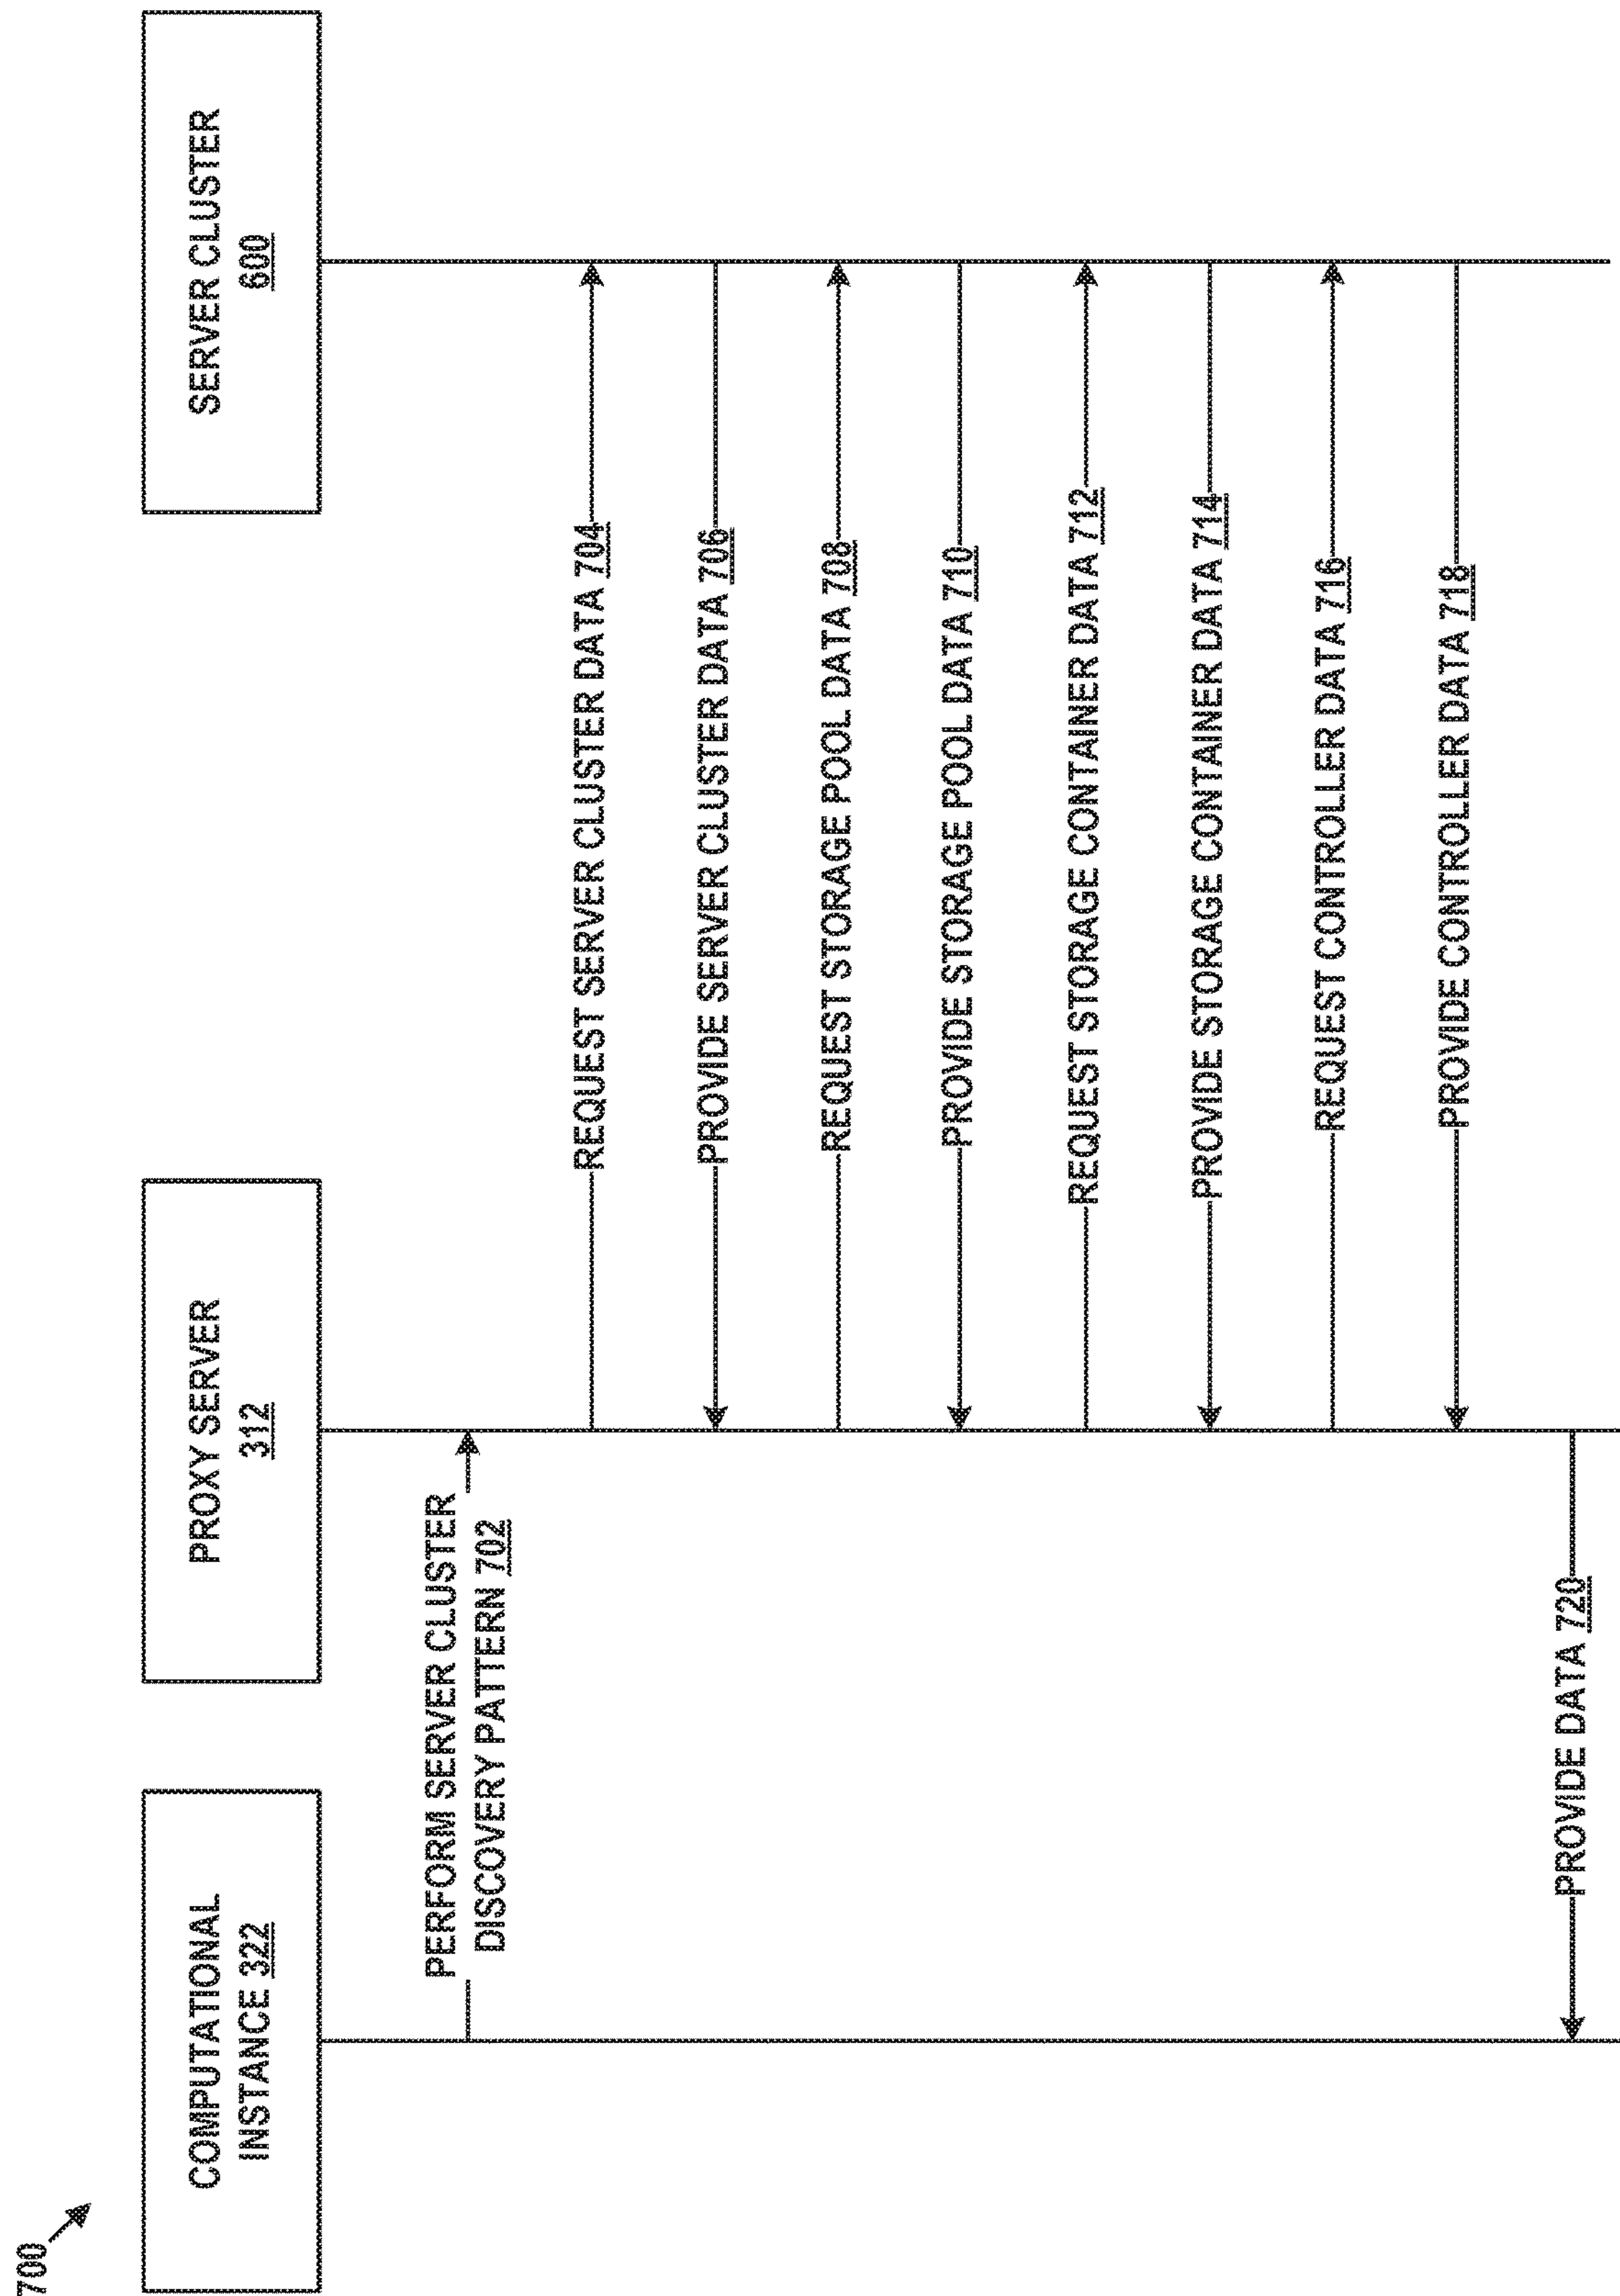 700
COMPUTATIONAL
INSTANCE 322
PROXY SERVER
312
SERVER CLUSTER
600
PERFORM SERVER CLUSTER
DISCOVERY PATTERN 702
REQUEST SERVER CLUSTER DATA 704
PROVIDE SERVER CLUSTER DATA 706
REQUEST STORAGE POOL DATA 708
PROVIDE STORAGE POOL DATA 710
REQUEST STORAGE CONTAINER DATA 712
PROVIDE STORAGE CONTAINER DATA 714
REQUEST CONTROLLER DATA 716
PROVIDE CONTROLLER DATA 718
PROVIDE DATA 720